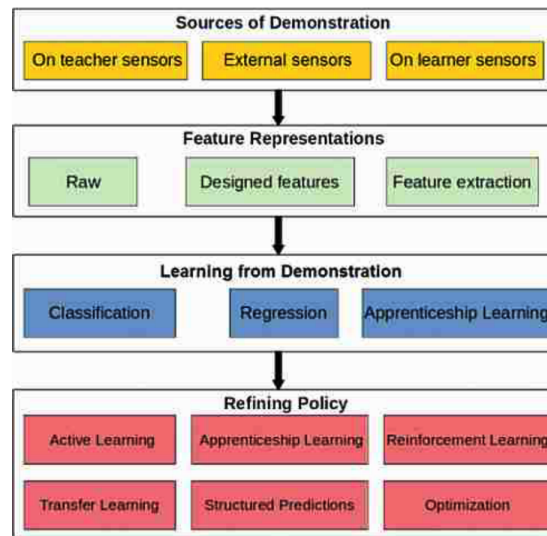 Sources of Demonstration
On teacher sensors
External sensors
On learner sensors
Feature Representations
Raw
Designed features
Feature extraction
Learning from Demonstration
Classification
Regression
Apprenticeship Learning
Refining Policy
Active Learning
Apprenticeship Learning
Reinforcement Learning
Transfer Learning
Structured Predictions
Optimization